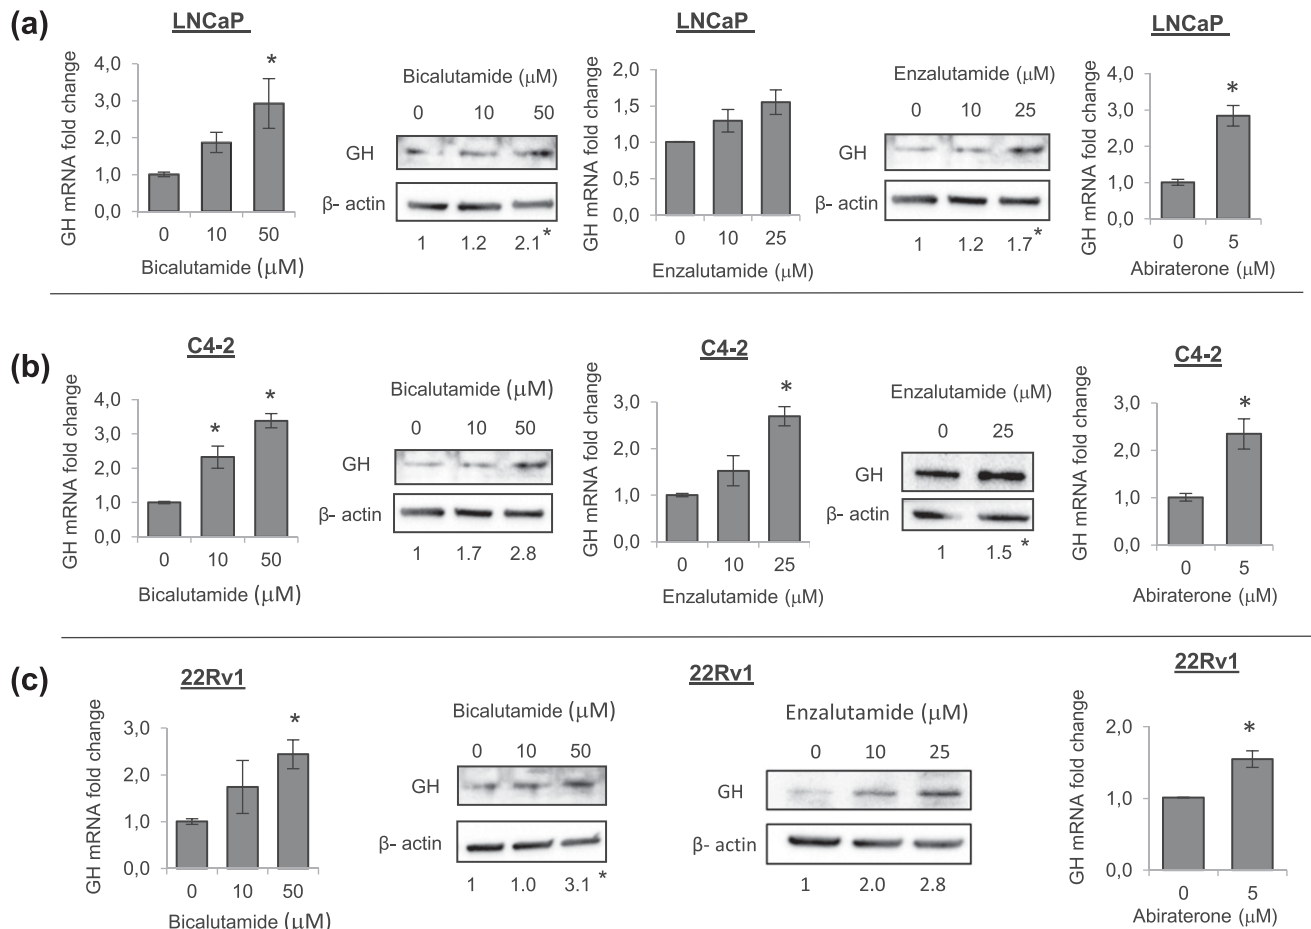 (a)
LNCaP
GH mRNA fold change
4,0
3,0
2,0
1,0
0,0
*
0 10 50
Bicalutamide (μM)
Bicalutamide (μM)
0 10 50
GH
β- actin
1 1.2 2.1*
LNCaP
GH mRNA fold change
2,0
1,5
1,0
0,5
0,0
0 10 25
Enzalutamide (μM)
Enzalutamide (μM)
0 10 25
GH
β- actin
1 1.2 1.7*
LNCaP
GH mRNA fold change
4,0
3,0
2,0
1,0
0,0
*
0 5
Abiraterone (μM)
(b)
C4-2
GH mRNA fold change
4,0
3,0
2,0
1,0
0,0
* *
0 10 50
Bicalutamide (μM)
Bicalutamide (μM)
0 10 50
GH
β- actin
1 1.7 2.8
C4-2
GH mRNA fold change
3,0
2,0
1,0
0,0
*
0 10 25
Enzalutamide (μM)
Enzalutamide (μM)
0 25
GH
β- actin
1 1.5 *
C4-2
GH mRNA fold change
3,0
2,0
1,0
0,0
*
0 5
Abiraterone (μM)
(c)
22Rv1
GH mRNA fold change
3,0
2,0
1,0
0,0
*
0 10 50
Bicalutamide (μM)
Bicalutamide (μM)
0 10 50
GH
β- actin
1 1.0 3.1 *
22Rv1
Enzalutamide (μM)
0 10 25
GH
β- actin
1 2.0 2.8
22Rv1
GH mRNA fold change
2,0
1,0
0,0
*
0 5
Abiraterone (μM)